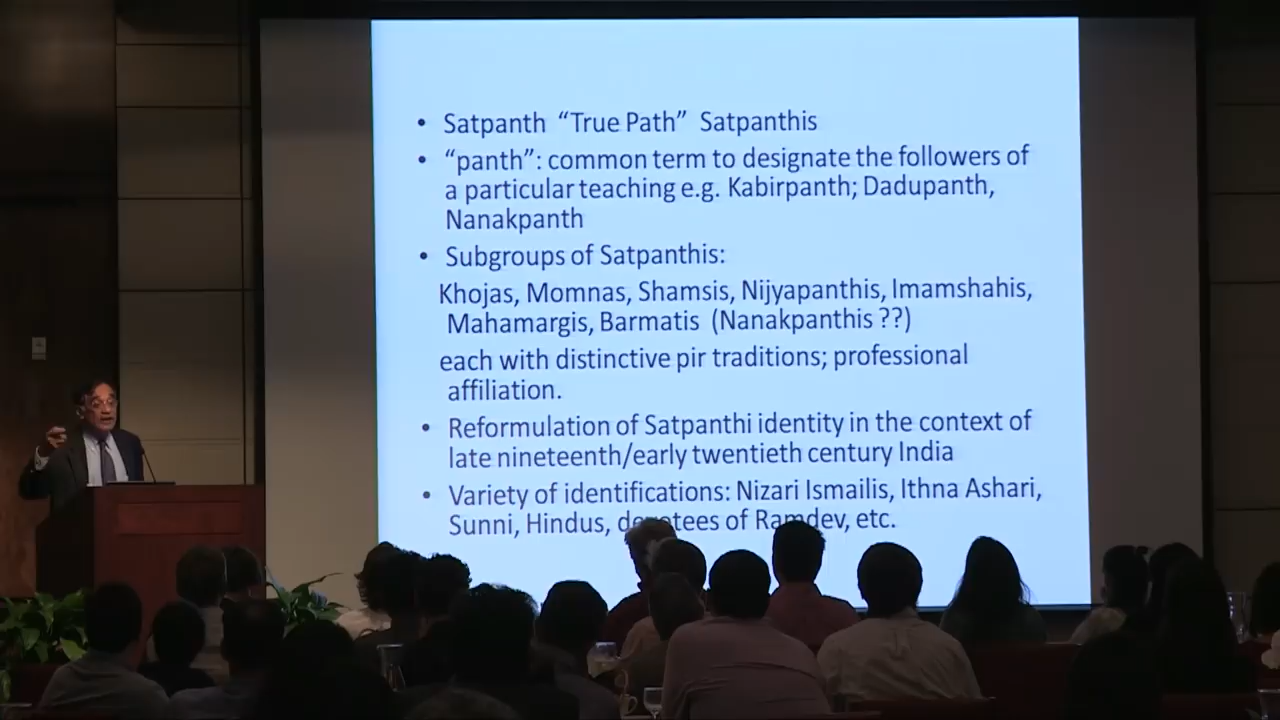 • Satpanth “True Path” Satpanthis
• “panth”: common term to designate the followers of
a particular teaching e.g. Kabirpanth; Dadupanth,
Nanakpanth
• Subgroups of Satpanthis:
Khojas, Momnas, Shamsis, Nijyapanthis, Imamshahis,
Mahamargis, Barmatis (Nanakpanthis ??)
each with distinctive pir traditions; professional
affiliation.
• Reformulation of Satpanthi identity in the context of
late nineteenth/early twentieth century India
• Variety of identifications: Nizari Ismailis, Ithna Ashari,
Sunni, Hindus, devotees of Ramdev, etc.